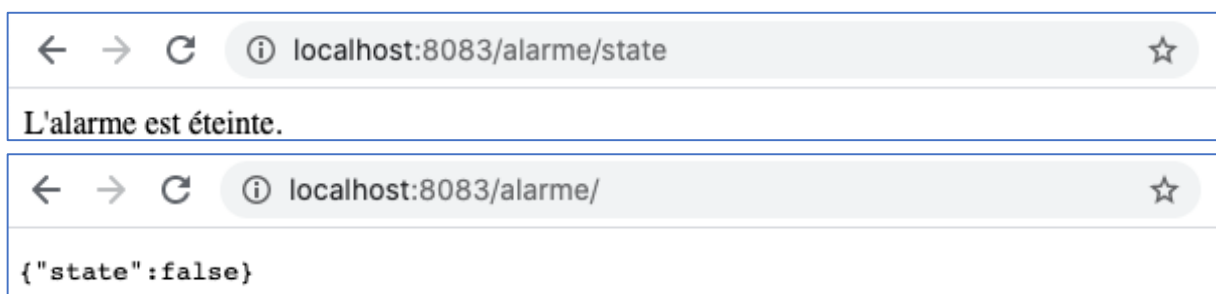 localhost:8083/alarme/state
L'alarme est éteinte.
localhost:8083/alarme/
{"state":false}